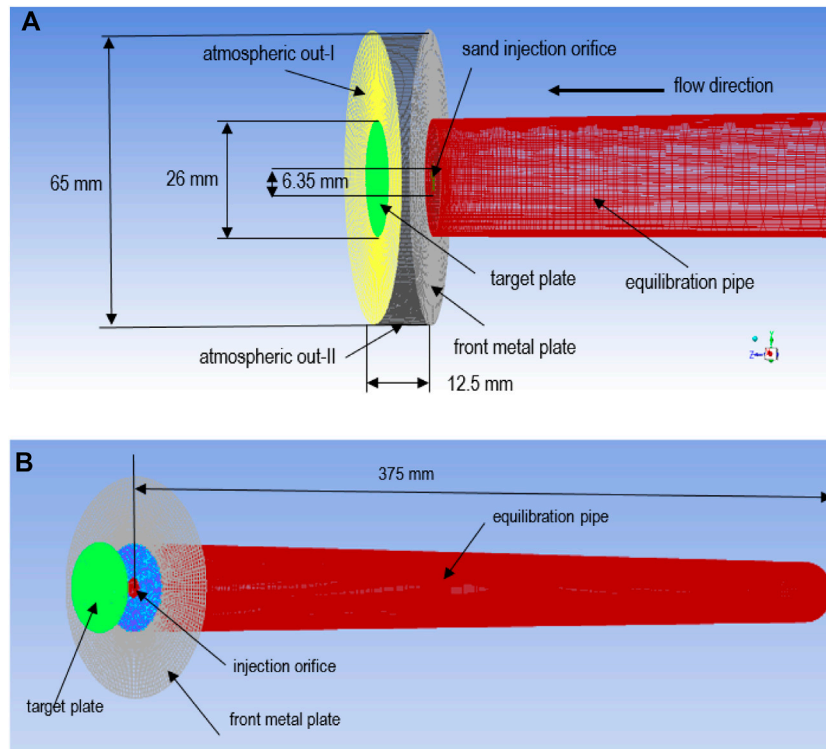 A
atmospheric out-I
sand injection orifice
flow direction
65 mm
26 mm
6.35 mm
target plate
equilibration pipe
front metal plate
atmospheric out-II
12.5 mm
Y
Z
B
375 mm
equilibration pipe
injection orifice
target plate
front metal plate